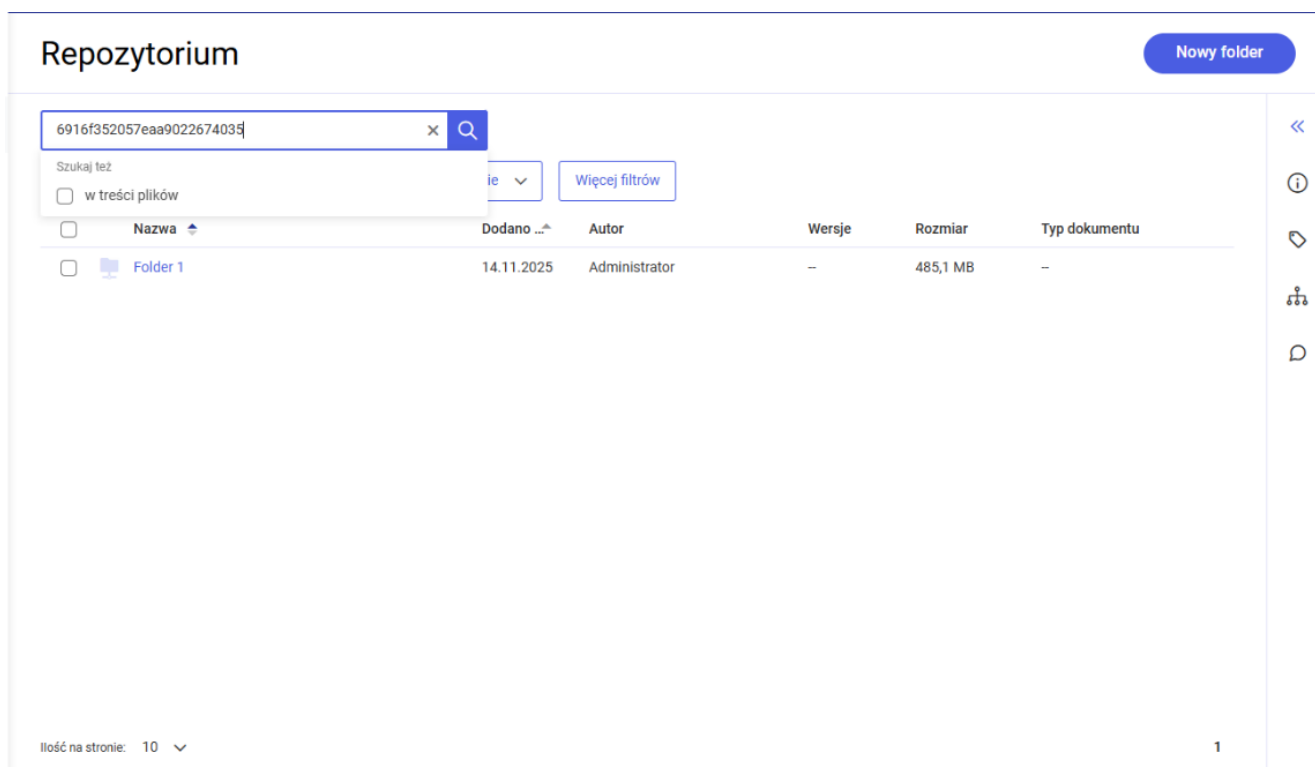 Repozytorium
Nowy folder
6916f352057eaa9022674035
Szukaj też
w treści plików
ie
Więcej filtrów
Nazwa Dodano ... Autor Wersje Rozmiar Typ dokumentu
Folder 1 14.11.2025 Administrator -- 485,1 MB --
Ilość na stronie: 10 1